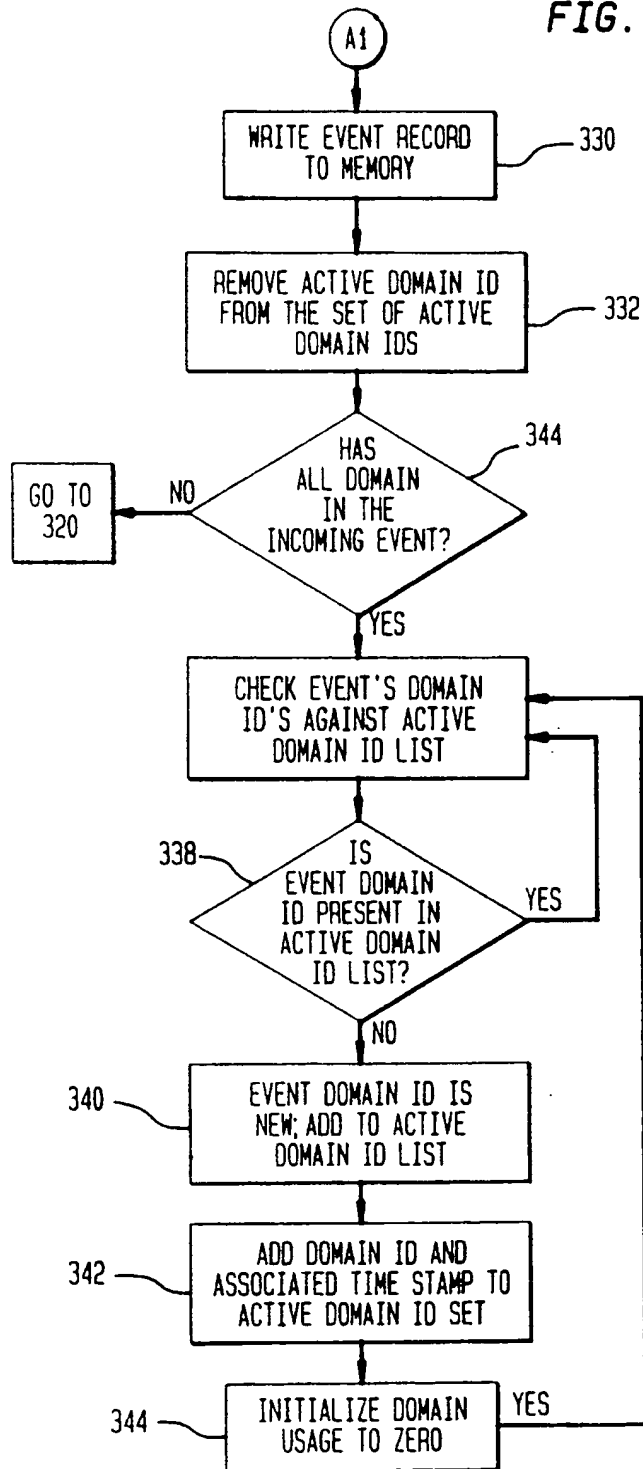 FIG.
A1
WRITE EVENT RECORD
TO MEMORY
330
REMOVE ACTIVE DOMAIN ID
FROM THE SET OF ACTIVE
DOMAIN IDS
332
HAS
ALL DOMAIN
IN THE
INCOMING EVENT?
344
NO
GO TO
320
YES
CHECK EVENT'S DOMAIN
ID'S AGAINST ACTIVE
DOMAIN ID LIST
338
IS
EVENT DOMAIN
ID PRESENT IN
ACTIVE DOMAIN
ID LIST?
YES
NO
340
EVENT DOMAIN ID IS
NEW; ADD TO ACTIVE
DOMAIN ID LIST
342
ADD DOMAIN ID AND
ASSOCIATED TIME STAMP TO
ACTIVE DOMAIN ID SET
344
INITIALIZE DOMAIN
USAGE TO ZERO
YES